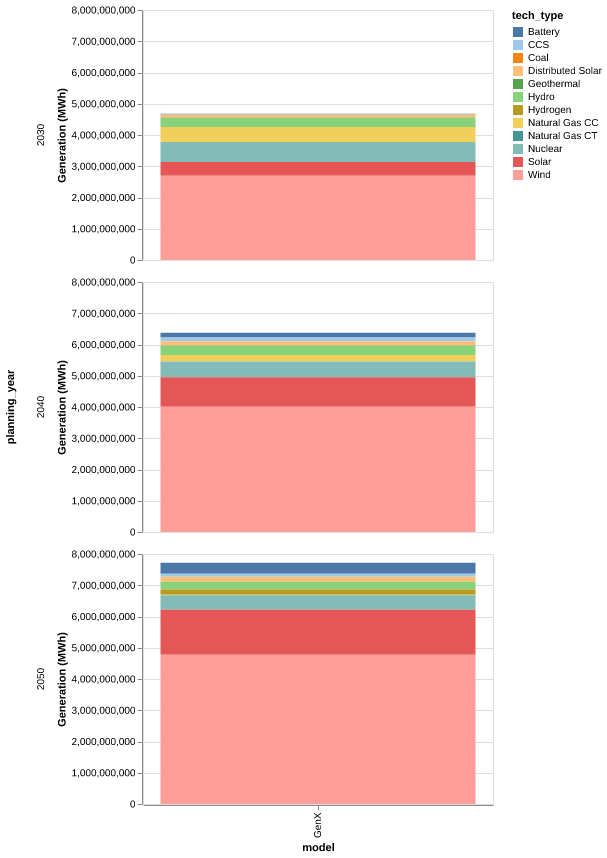 tech_type
Battery
CCS
Coal
Distributed Solar
Geothermal
Hydro
Hydrogen
Natural Gas CC
Natural Gas CT
Nuclear
Solar
Wind
planning_year
2030
Generation (MWh)
8,000,000,000
7,000,000,000
6,000,000,000
5,000,000,000
4,000,000,000
3,000,000,000
2,000,000,000
1,000,000,000
0
2040
Generation (MWh)
8,000,000,000
7,000,000,000
6,000,000,000
5,000,000,000
4,000,000,000
3,000,000,000
2,000,000,000
1,000,000,000
0
2050
Generation (MWh)
8,000,000,000
7,000,000,000
6,000,000,000
5,000,000,000
4,000,000,000
3,000,000,000
2,000,000,000
1,000,000,000
0
GenX
model